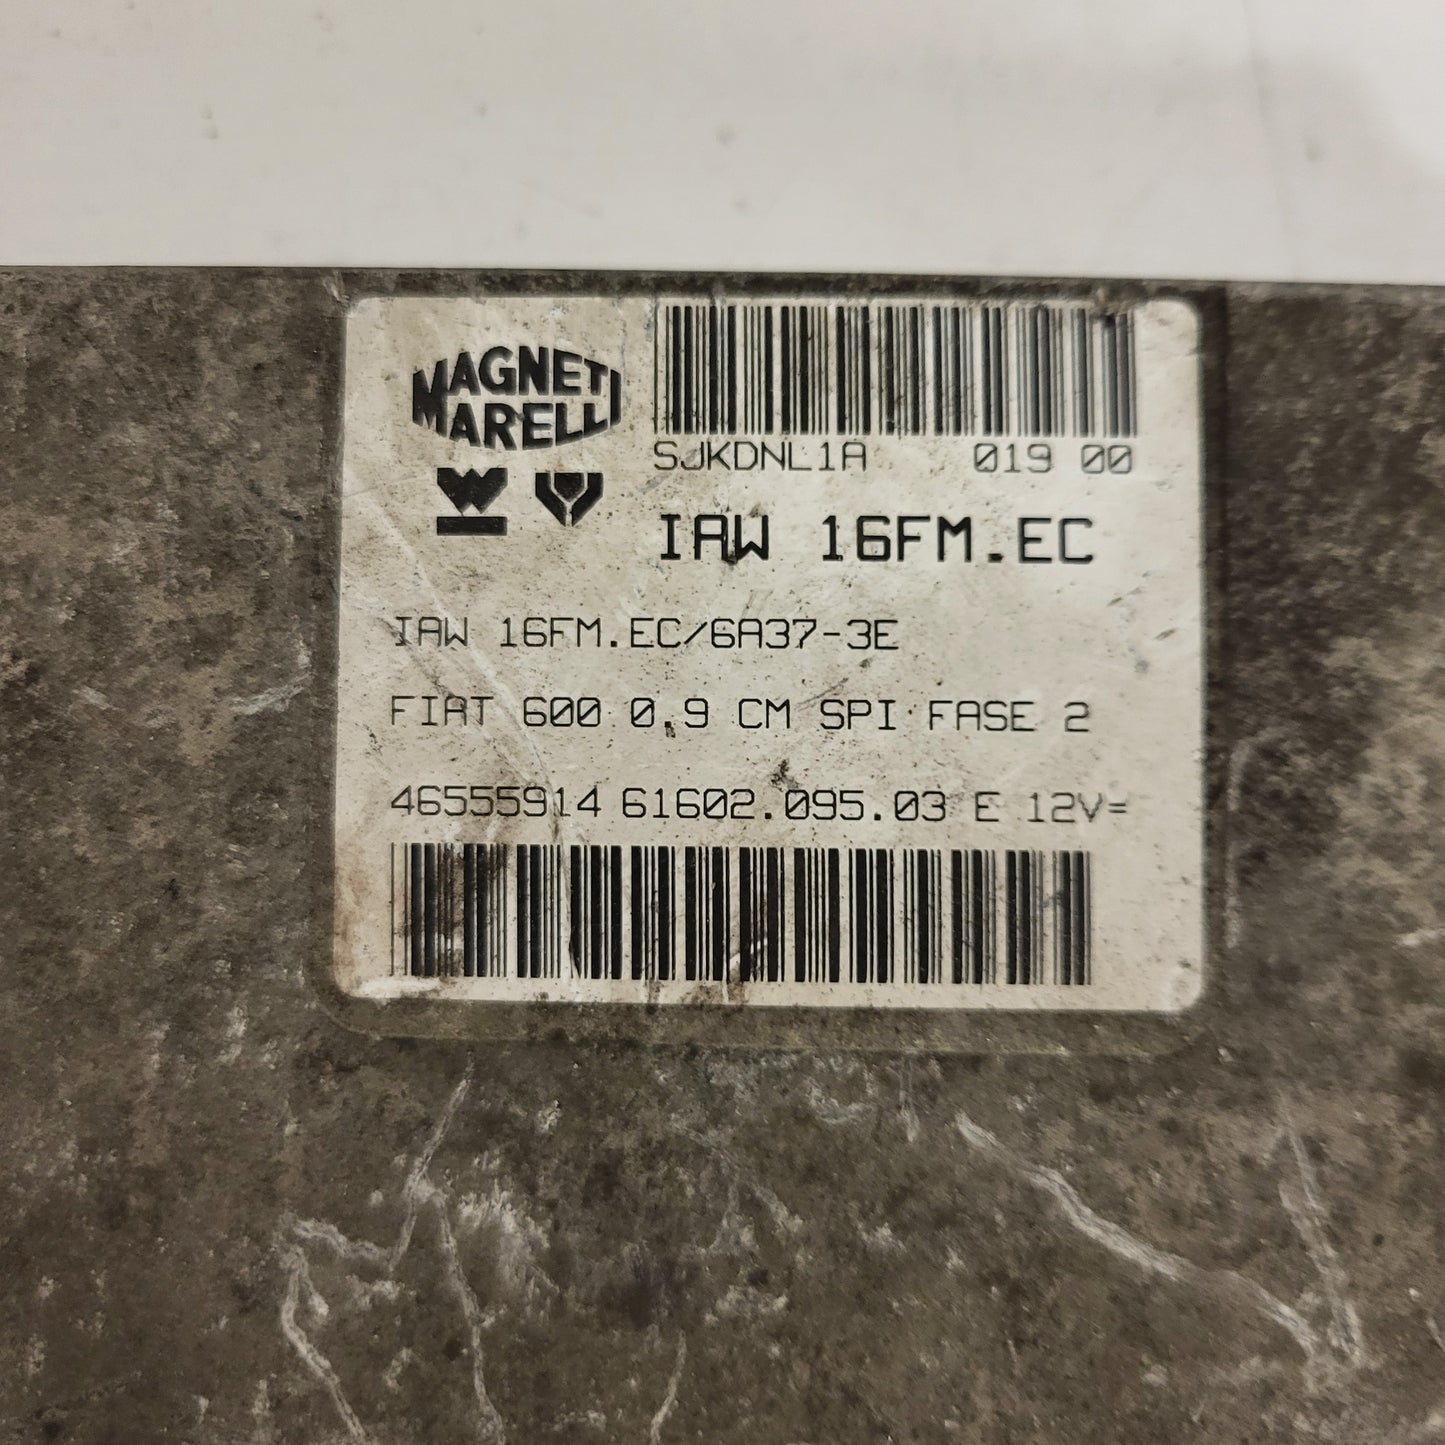 MAGNETI
MARELLI
SJKDNL1A 019 00
IAW 16FM.EC
IAW 16FM.EC/6A37-3E
FIAT 600 0.9 CM SPI FASE 2
46555914 61602.095.03 E 12V=